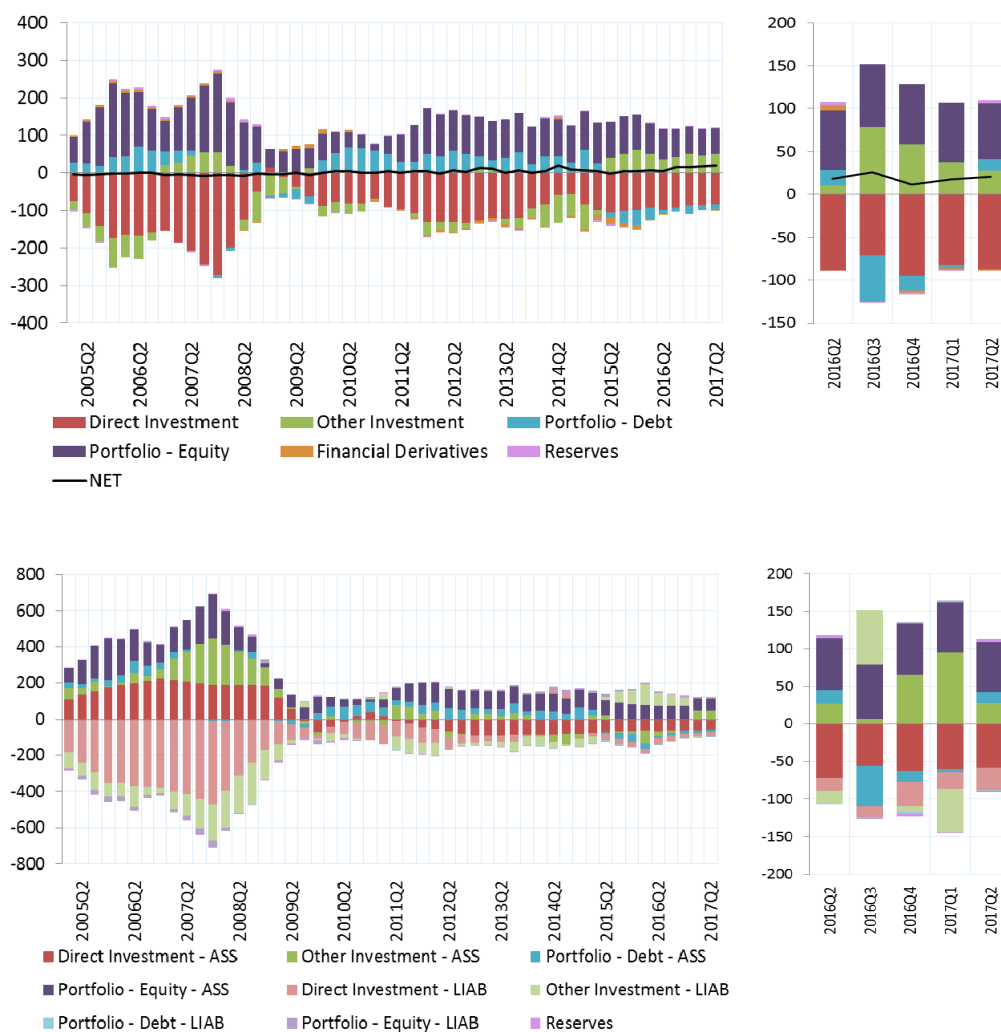 400
300
200
100
0
-100
-200
-300
-400
2005Q2
2006Q2
2007Q2
2008Q2
2009Q2
2010Q2
2011Q2
2012Q2
2013Q2
2014Q2
2015Q2
2016Q2
2017Q2
200
150
100
50
0
-50
-100
-150
2016Q2
2016Q3
2016Q4
2017Q1
2017Q2
Direct Investment Other Investment Portfolio - Debt
Portfolio - Equity Financial Derivatives Reserves
NET
800
600
400
200
0
-200
-400
-600
-800
2005Q2
2006Q2
2007Q2
2008Q2
2009Q2
2010Q2
2011Q2
2012Q2
2013Q2
2014Q2
2015Q2
2016Q2
2017Q2
200
150
100
50
0
-50
-100
-150
-200
2016Q2
2016Q3
2016Q4
2017Q1
2017Q2
Direct Investment - ASS Other Investment - ASS Portfolio - Debt - ASS
Portfolio - Equity - ASS Direct Investment - LIAB Other Investment - LIAB
Portfolio - Debt - LIAB Portfolio - Equity - LIAB Reserves